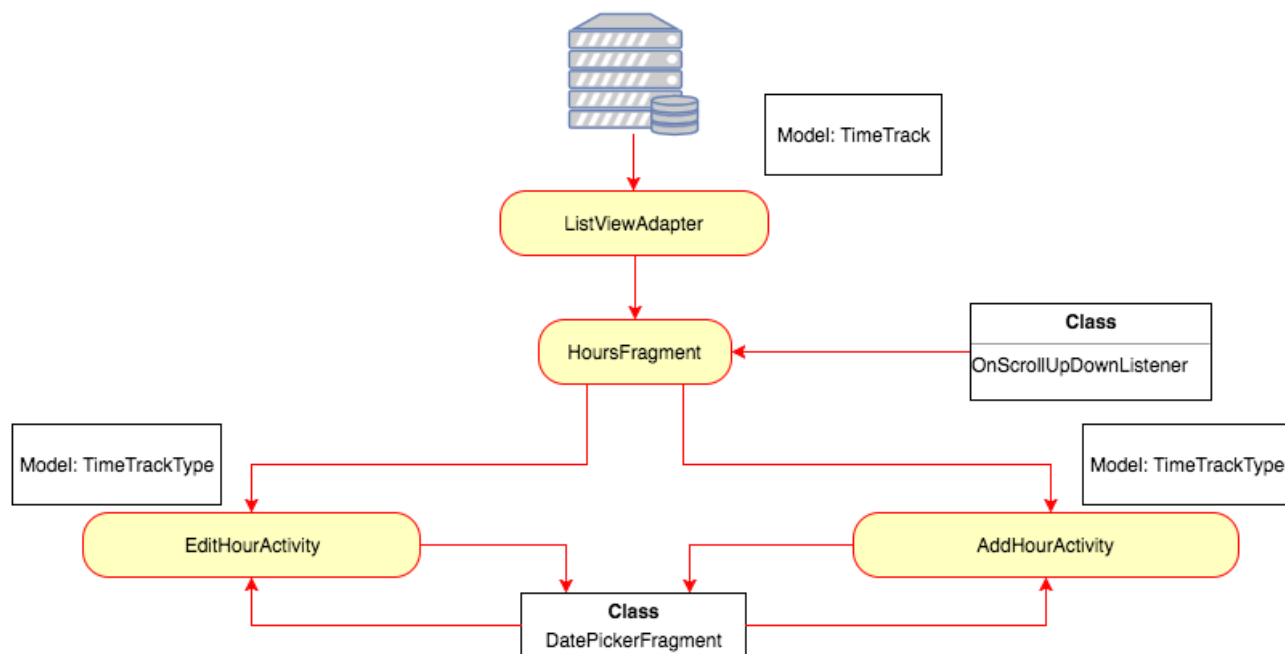 Model: TimeTrack
ListViewAdapter
Class
HoursFragment
OnScrollUpDownListener
Model: TimeTrackType
Model: TimeTrackType
EditHourActivity
AddHourActivity
Class
DatePickerFragment